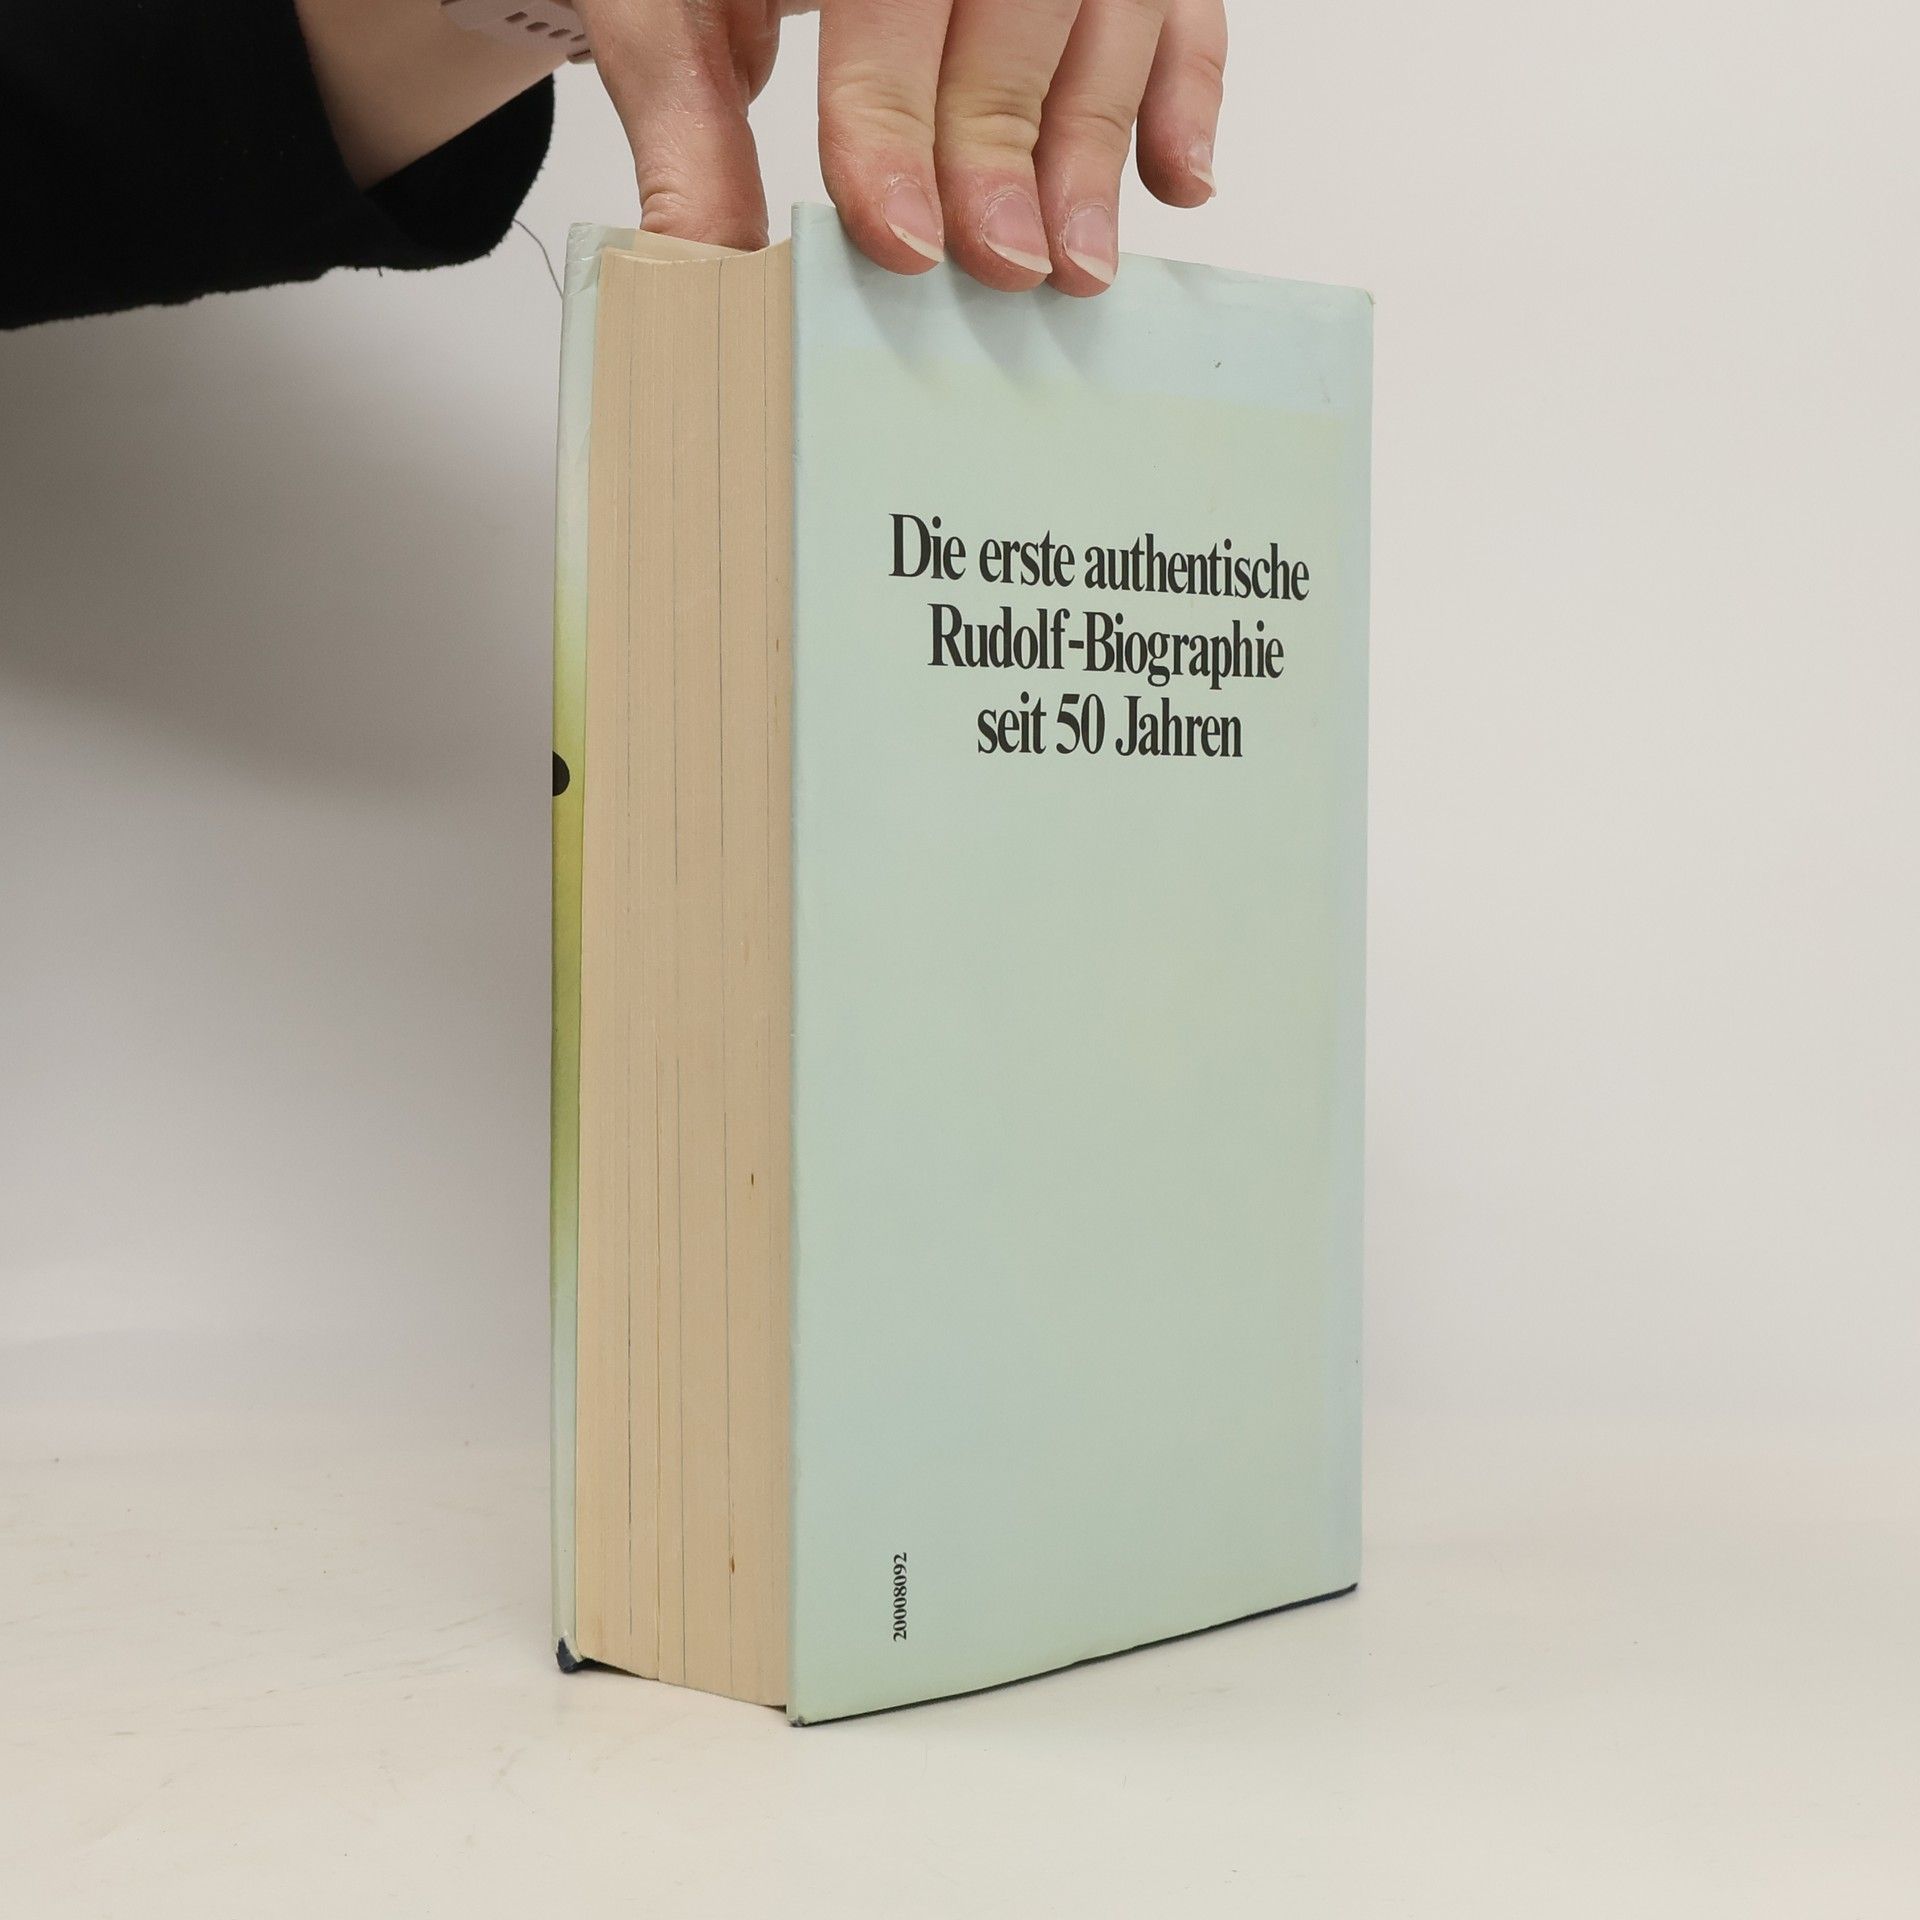 Die erste authentische
Rudolf-Biographie
seit 50 Jahren
20008092